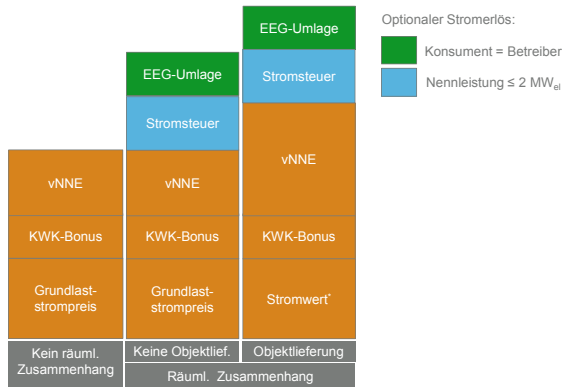 Optionaler Stromerlös:
Konsument = Betreiber
Nennleistung ≤ 2 MWel
EEG-Umlage
Stromsteuer
vNNE
KWK-Bonus
Stromwert*
EEG-Umlage
Stromsteuer
vNNE
KWK-Bonus
Grundlast-
strompreis
vNNE
KWK-Bonus
Grundlast-
strompreis
Kein räuml.
Zusammenhang
Keine Objektlief.
Objektlieferung
Räuml. Zusammenhang